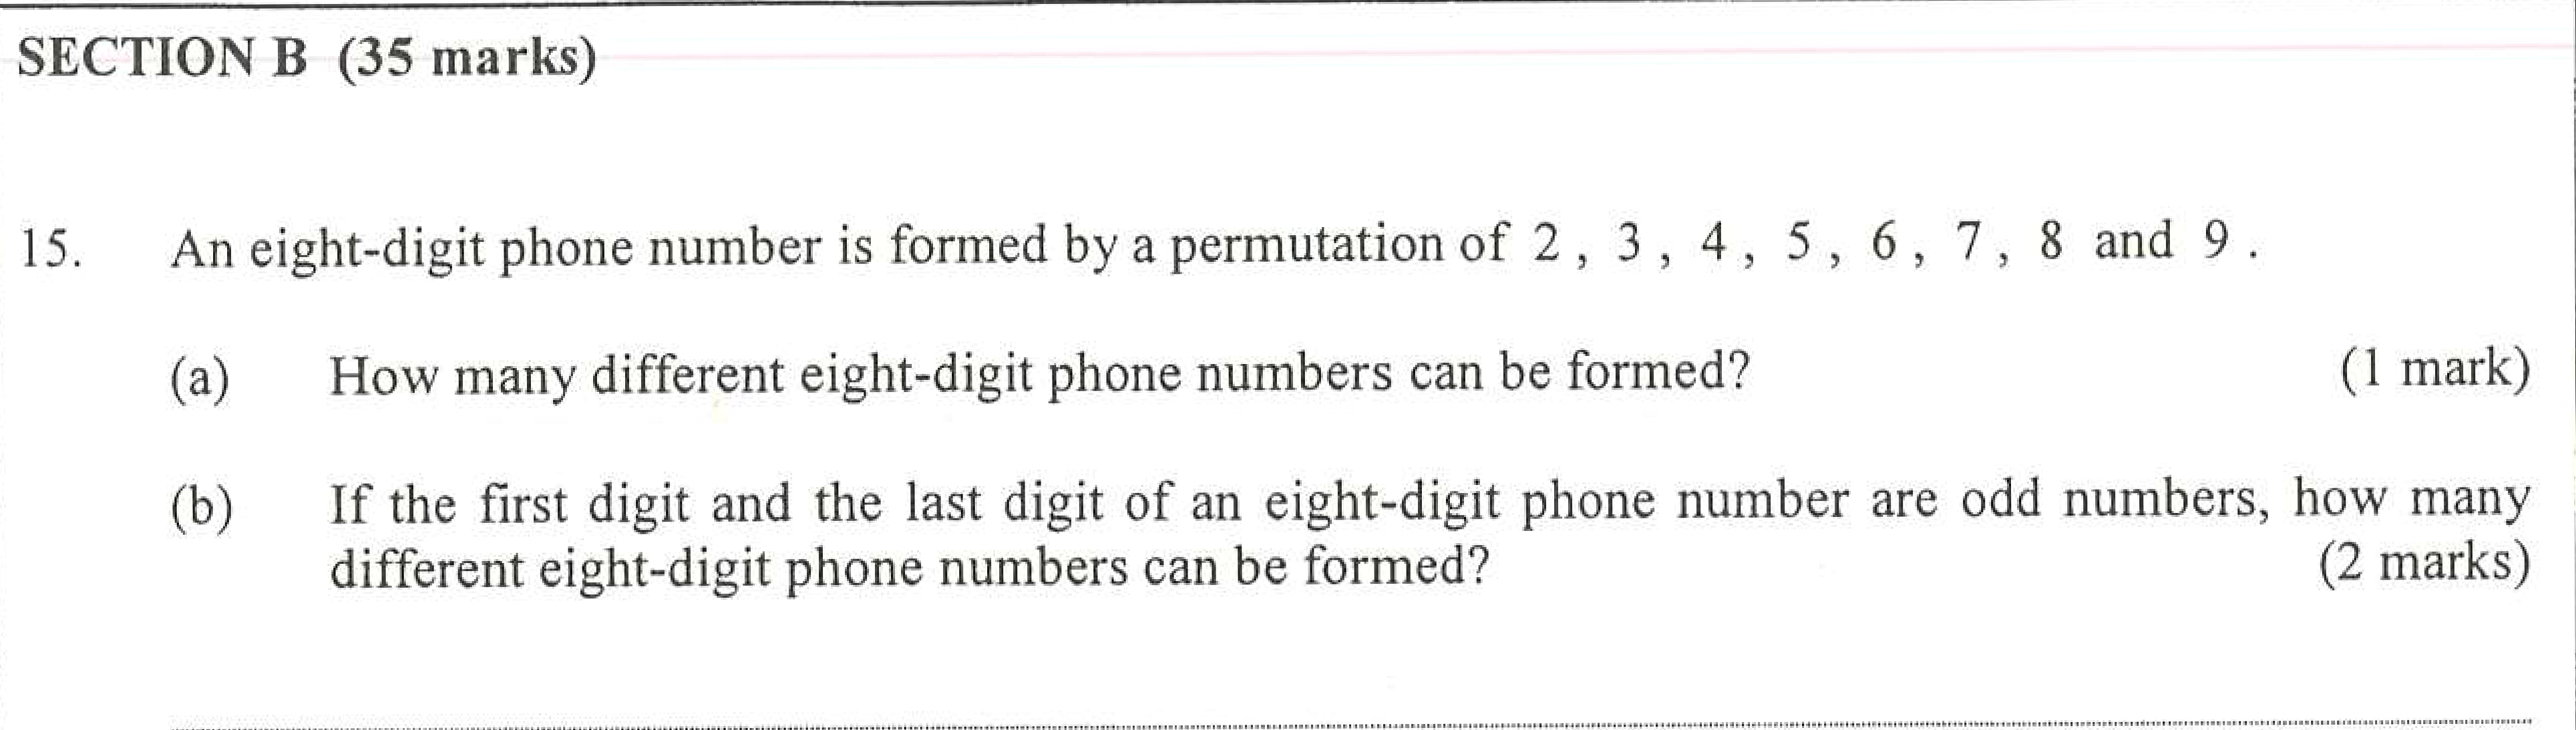 SECTION B (35 marks)
15. An eight-digit phone number is formed by a permutation of 2 , 3 , 4 , 5 , 6 , 7 , 8 and 9 .
(a) How many different eight-digit phone numbers can be formed? (1 mark)
(b) If the first digit and the last digit of an eight-digit phone number are odd numbers, how many
different eight-digit phone numbers can be formed? (2 marks)